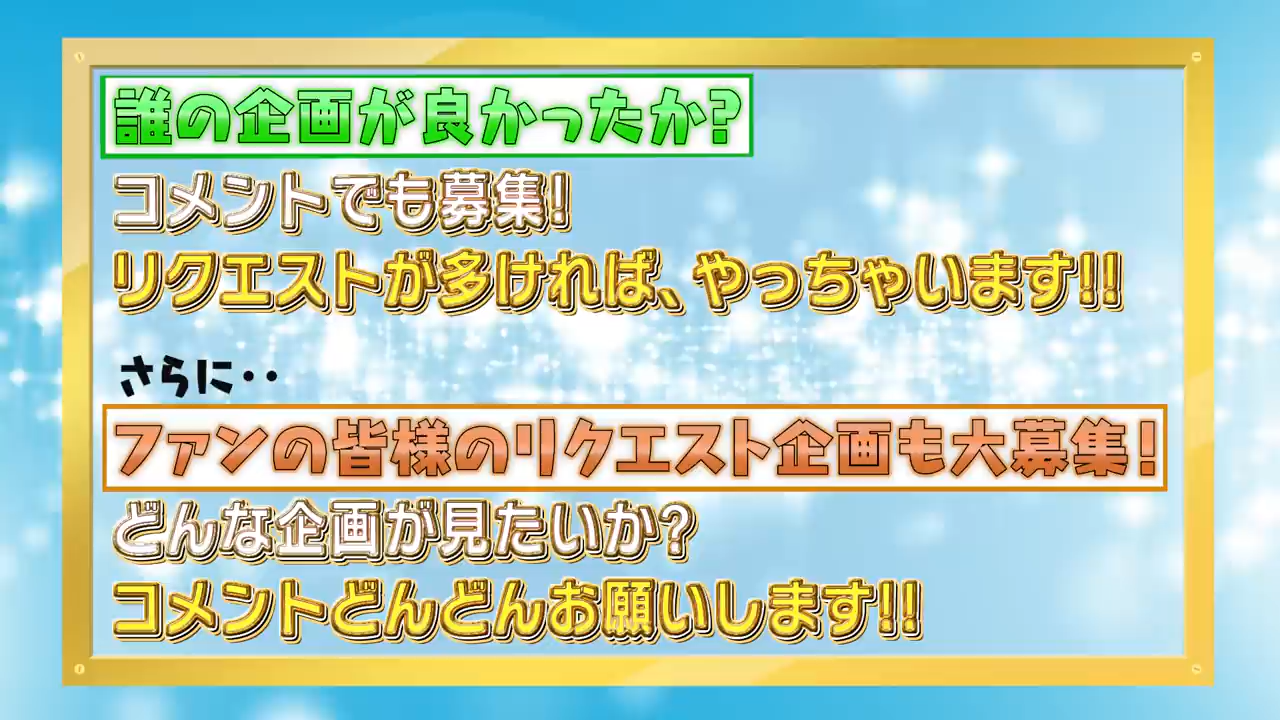 誰の企画が良かったか?
コメントでも募集!
リクエストが多ければ、やっちゃいます!!
さらに・・
ファンの皆様のリクエスト企画も大募集!
どんな企画が見たいか?
コメントどんどんお願いします!!